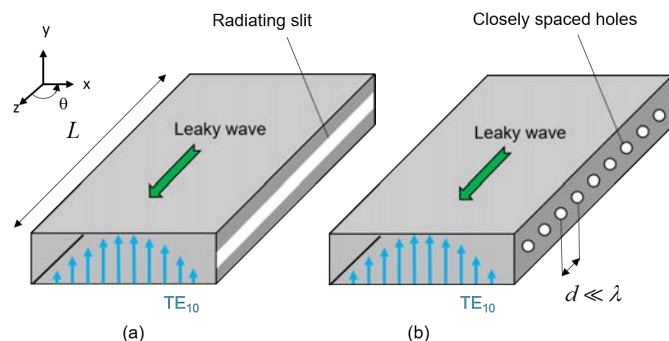 Radiating slit
Closely spaced holes
y
x
z
θ
L
Leaky wave
Leaky wave
TE₁₀
TE₁₀
d ≪ λ
(a)
(b)